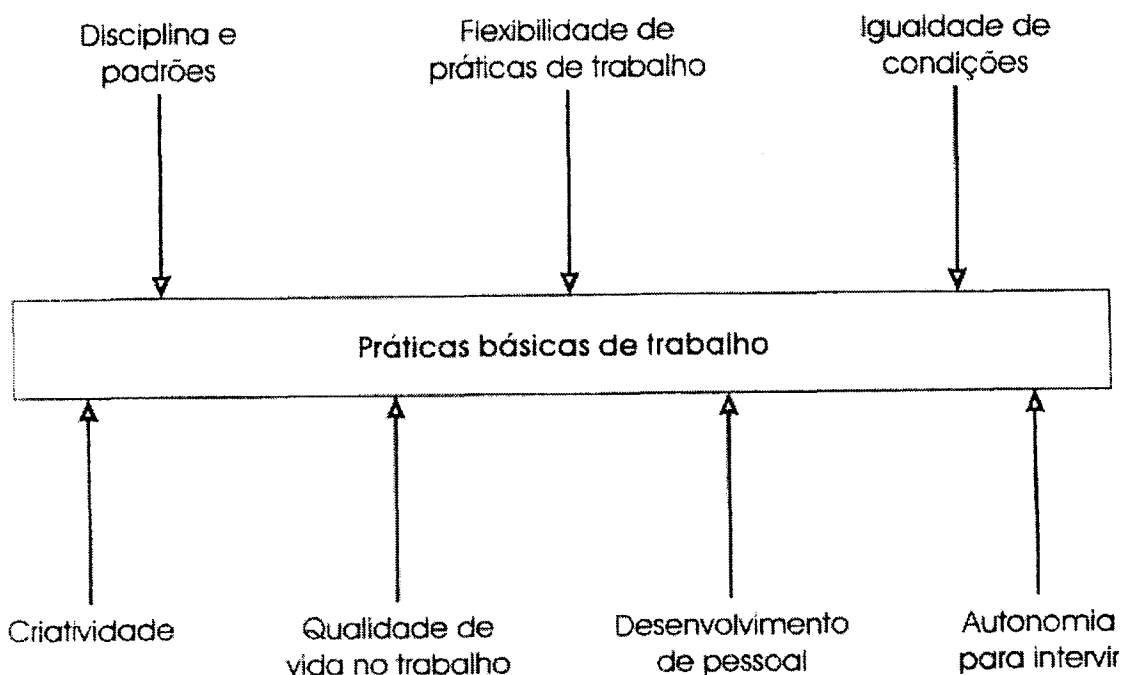 Disciplina e
padrões
Flexibilidade de
práticas de trabalho
Igualdade de
condições
Práticas básicas de trabalho
Criatividade
Qualidade de
vida no trabalho
Desenvolvimento
de pessoal
Autonomia
para intervir